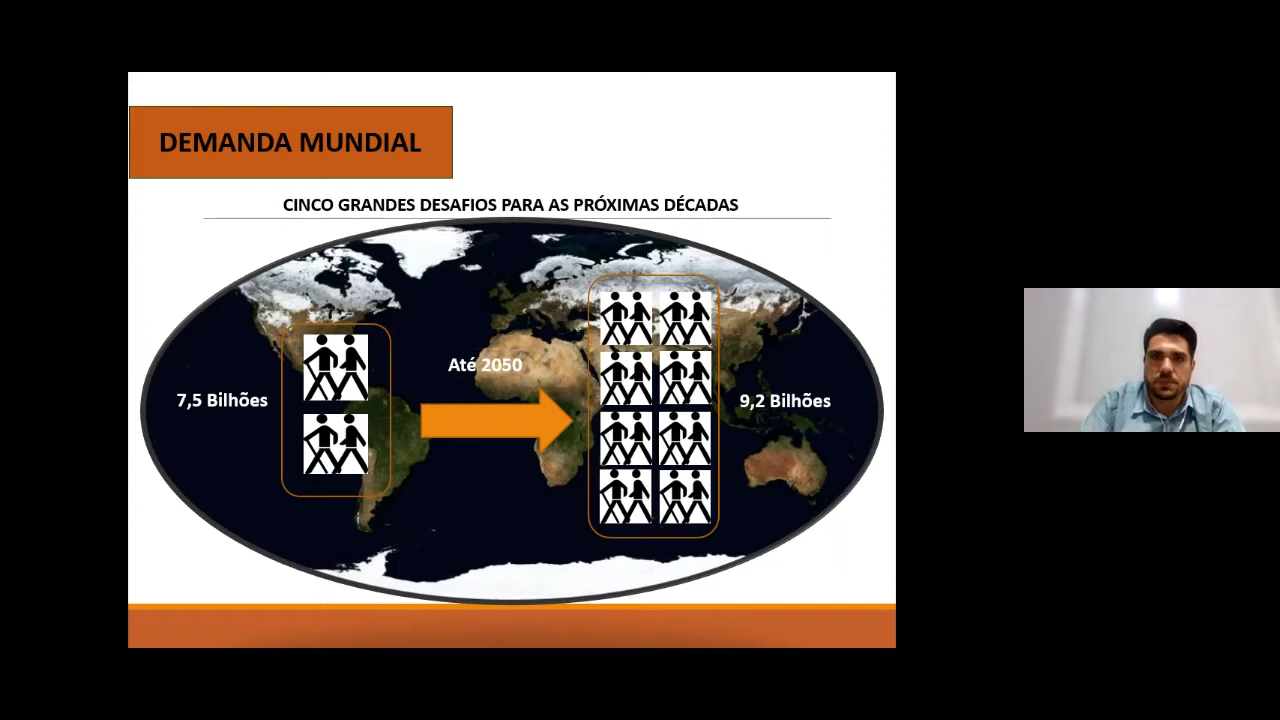 DEMANDA MUNDIAL
CINCO GRANDES DESAFIOS PARA AS PRÓXIMAS DÉCADAS
Até 2050
7,5 Bilhões
9,2 Bilhões